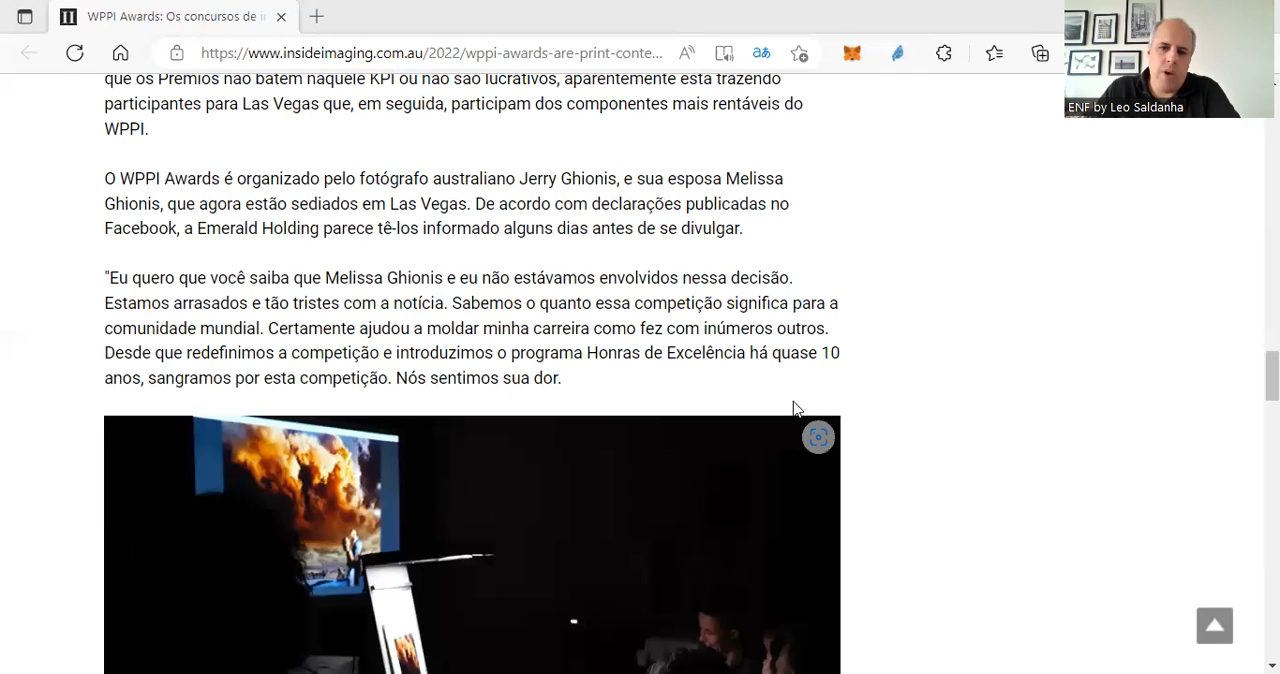 WPPI Awards: Os concursos de i
https://www.insideimaging.com.au/2022/wppi-awards-are-print-conte...
ENF by Leo Saldanha
que os Prêmios não batem naquele KPI ou não são lucrativos, aparentemente está trazendo
participantes para Las Vegas que, em seguida, participam dos componentes mais rentáveis do
WPPI.
O WPPI Awards é organizado pelo fotógrafo australiano Jerry Ghionis, e sua esposa Melissa
Ghionis, que agora estão sediados em Las Vegas. De acordo com declarações publicadas no
Facebook, a Emerald Holding parece tê-los informado alguns dias antes de se divulgar.
"Eu quero que você saiba que Melissa Ghionis e eu não estávamos envolvidos nessa decisão.
Estamos arrasados e tão tristes com a notícia. Sabemos o quanto essa competição significa para a
comunidade mundial. Certamente ajudou a moldar minha carreira como fez com inúmeros outros.
Desde que redefinimos a competição e introduzimos o programa Honras de Excelência há quase 10
anos, sangramos por esta competição. Nós sentimos sua dor.